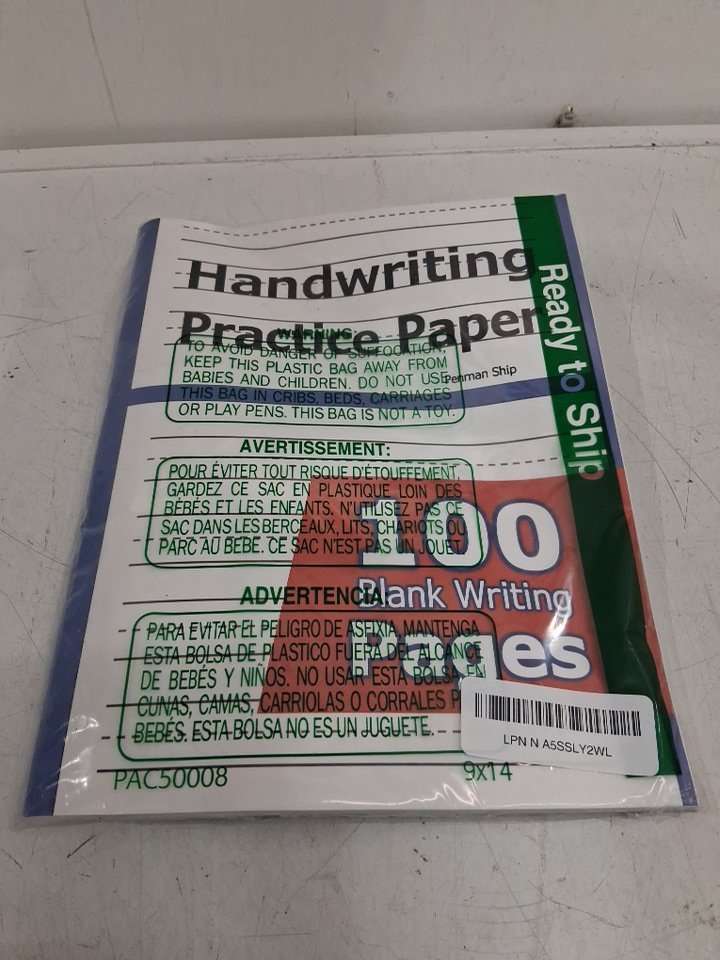 Handwriting
Practice Paper
Penman Ship
Ready to Ship
WARNING:
TO AVOID DANGER OF SUFFOCATION,
KEEP THIS PLASTIC BAG AWAY FROM
BABIES AND CHILDREN. DO NOT USE
THIS BAG IN CRIBS, BEDS, CARRIAGES
OR PLAY PENS. THIS BAG IS NOT A TOY.
AVERTISSEMENT:
POUR ÉVITER TOUT RISQUE D'ÉTOUFFEMENT,
GARDEZ CE SAC EN PLASTIQUE LOIN DES
BÉBÉS ET LES ENFANTS. N'UTILISEZ PAS CE
SAC DANS LES BERCEAUX, LITS, CHARIOTS OU
PARC AU BEBE. CE SAC N'EST PAS UN JOUET.
100
Blank Writing
Pages
ADVERTENCIA:
PARA EVITAR EL PELIGRO DE ASFIXIA, MANTENGA
ESTA BOLSA DE PLASTICO FUERA DEL ALCANCE
DE BEBÉS Y NIÑOS. NO USAR ESTA BOLSA EN
CUNAS, CAMAS, CARRIOLAS O CORRALES P
BEBÉS. ESTA BOLSA NO ES UN JUGUETE.
LPN N A5SSLY2WL
PAC50008
9x14